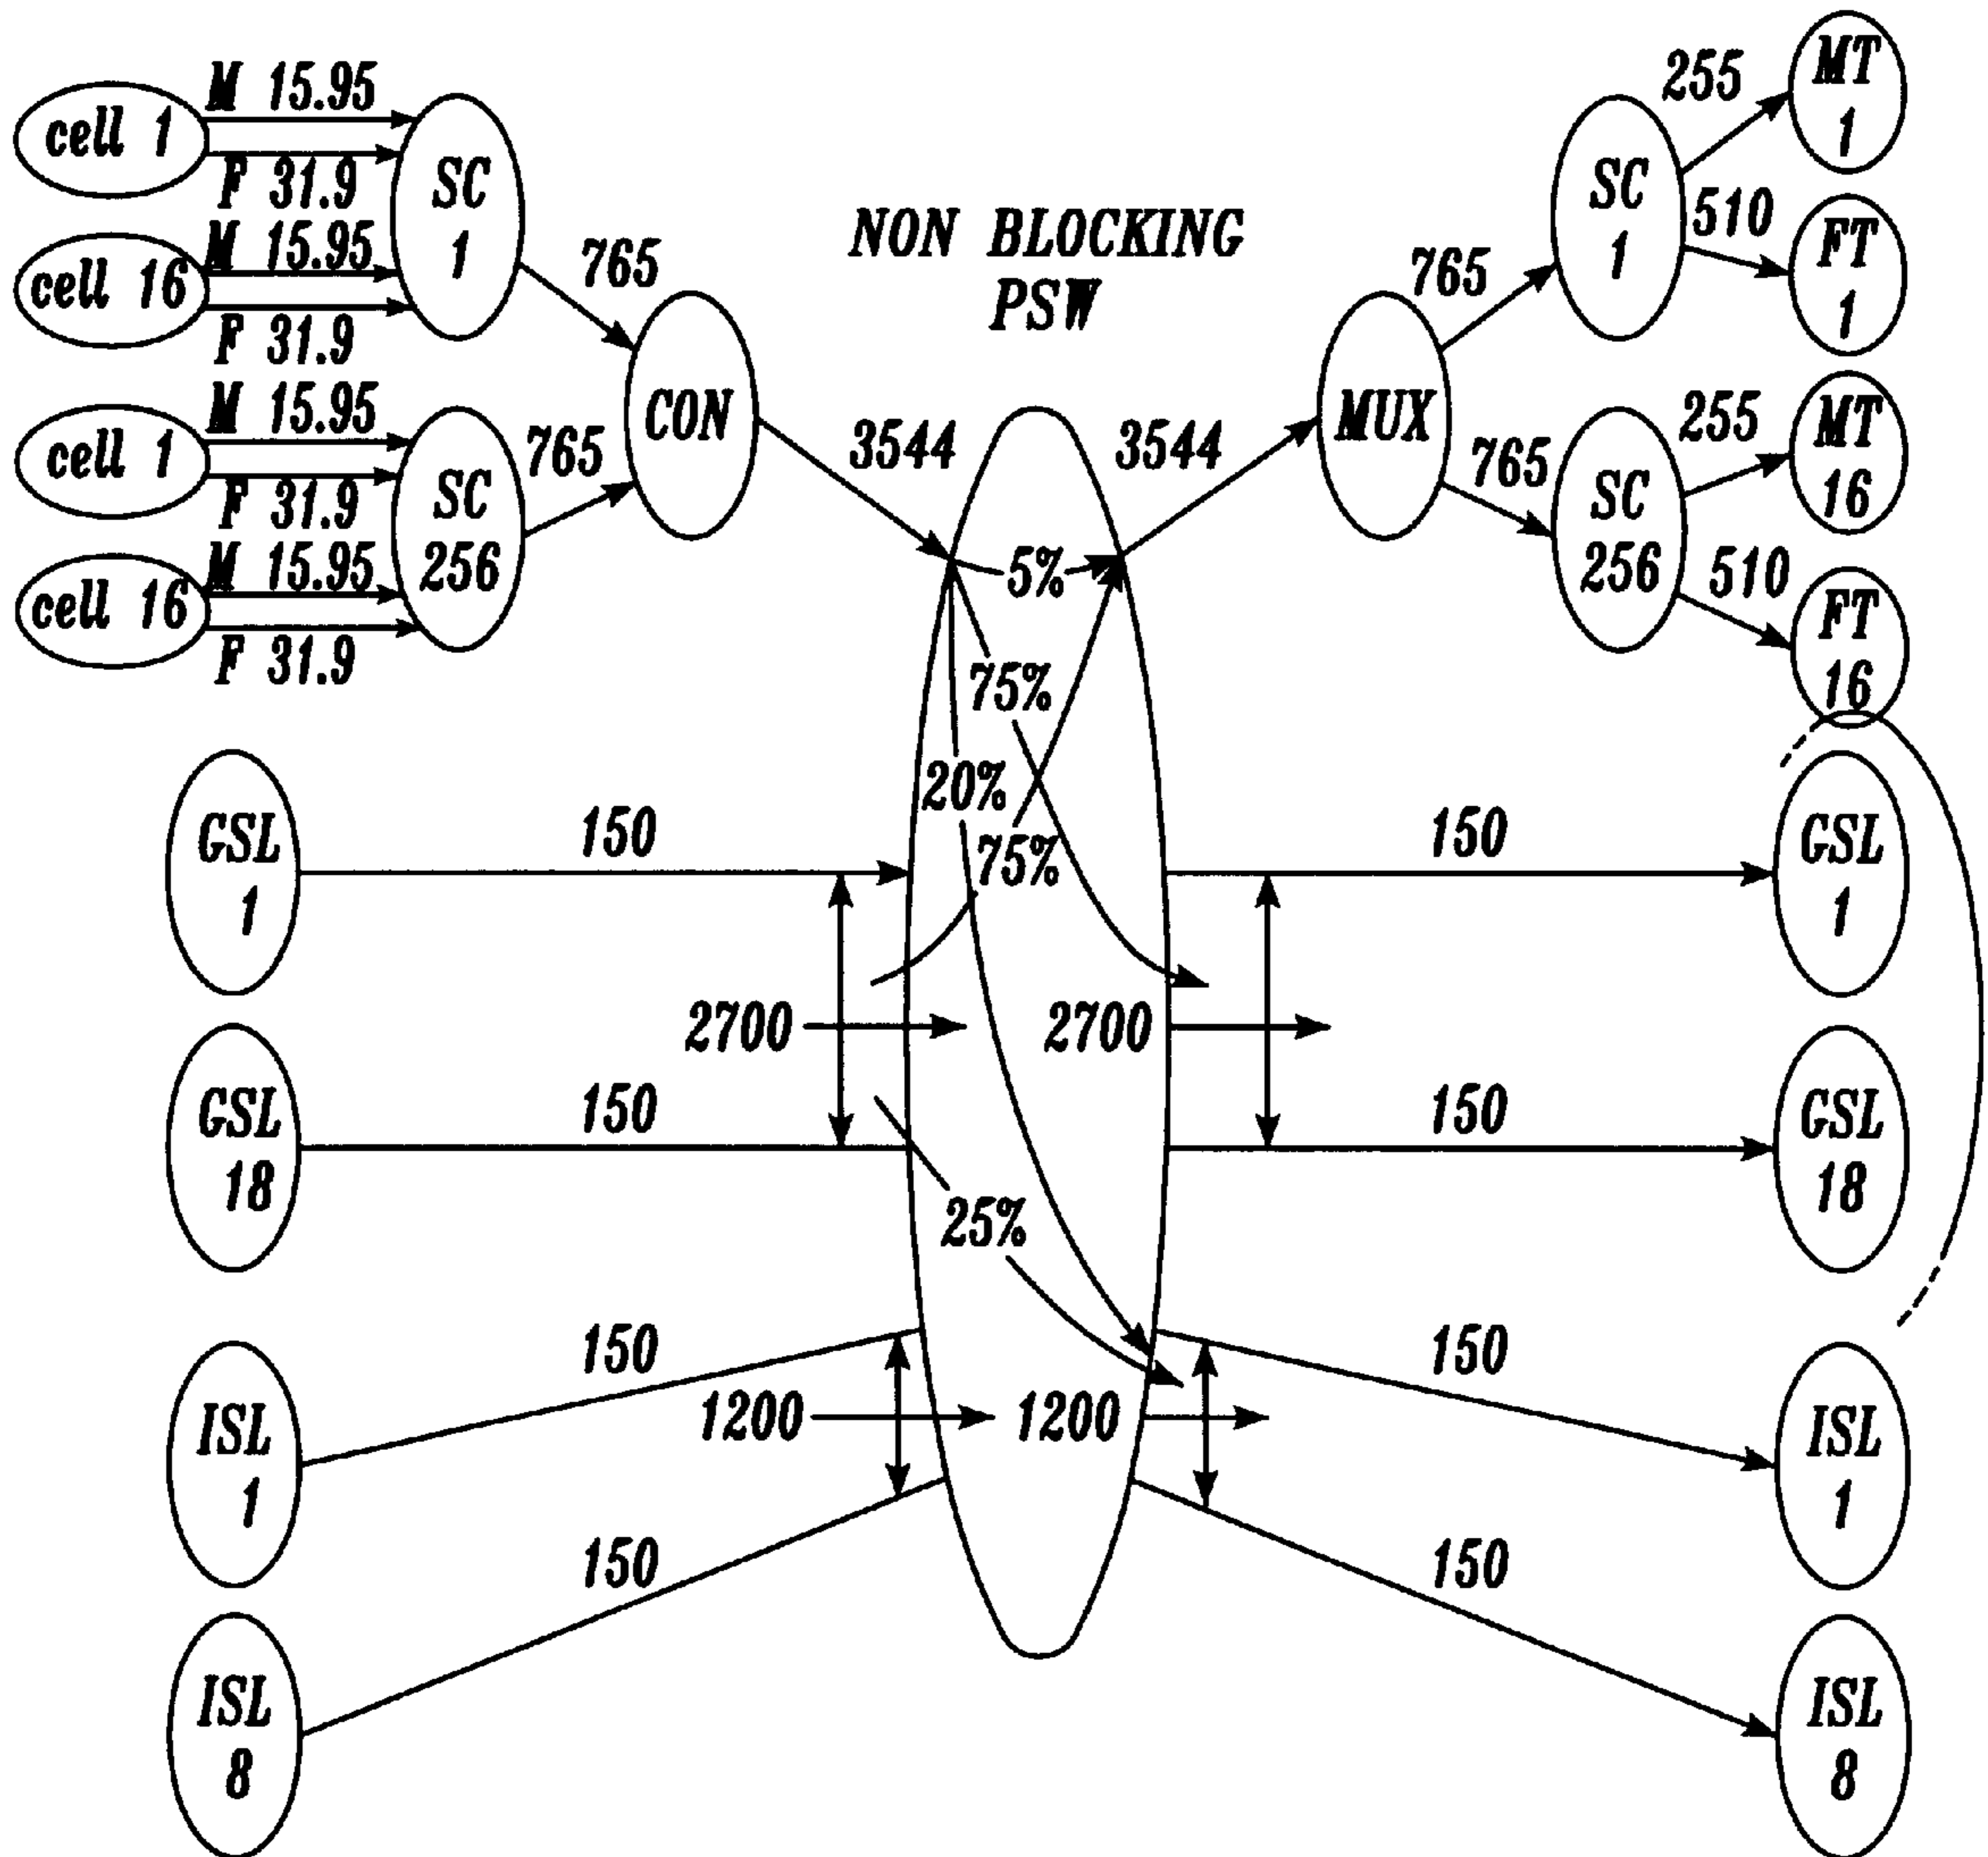 M 15.95
cell 1
F 31.9
M 15.95
cell 16
F 31.9
SC
1
765
M 15.95
cell 1
F 31.9
M 15.95
cell 16
F 31.9
SC
256
765
CON
3544
NON BLOCKING
PSW
3544
MUX
765
SC
1
255
MT
1
510
FT
1
765
SC
256
255
MT
16
510
FT
16
5%
75%
20%
75%
25%
GSL
1
150
2700
GSL
18
150
2700
150
GSL
1
150
GSL
18
ISL
1
150
1200
ISL
8
150
1200
150
ISL
1
150
ISL
8